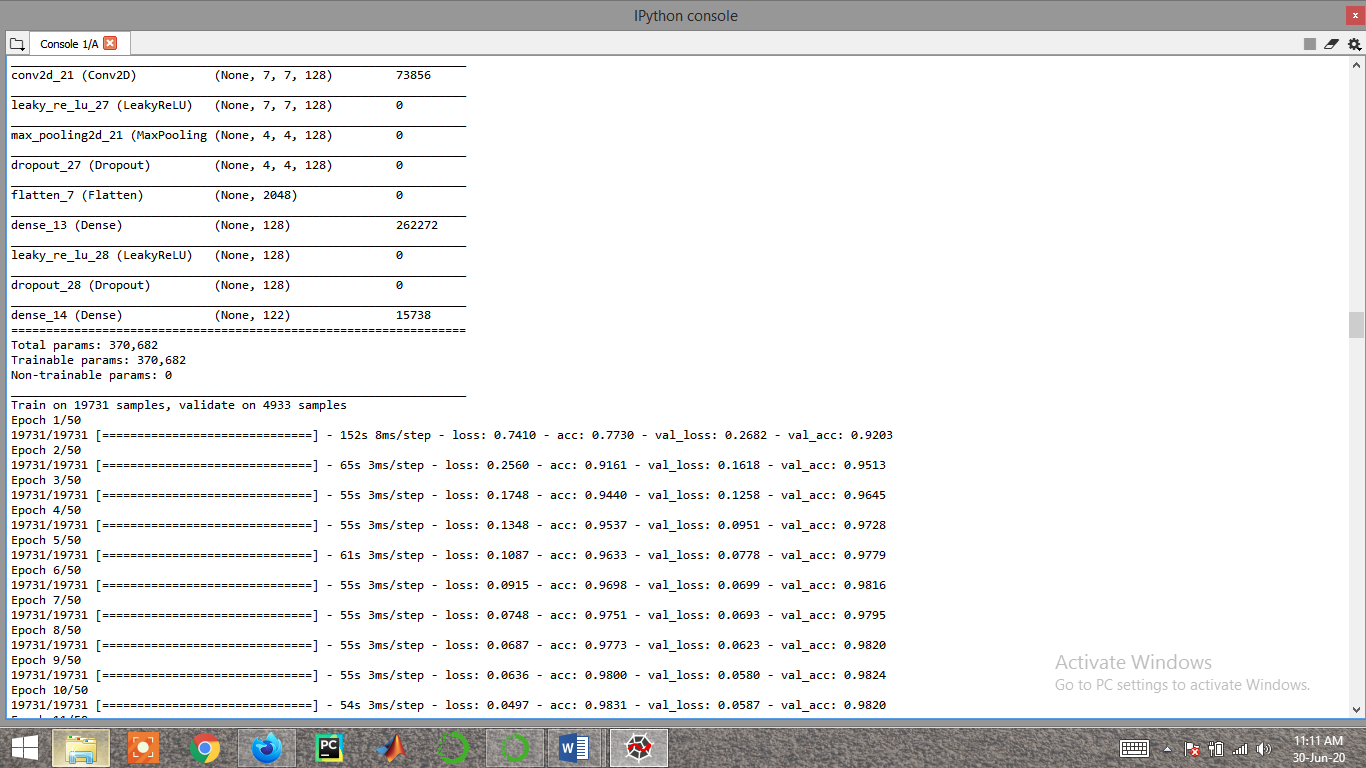 IPython console
Console 1/A
conv2d_21 (Conv2D) (None, 7, 7, 128) 73856
leaky_re_lu_27 (LeakyReLU) (None, 7, 7, 128) 0
max_pooling2d_21 (MaxPooling (None, 4, 4, 128) 0
dropout_27 (Dropout) (None, 4, 4, 128) 0
flatten_7 (Flatten) (None, 2048) 0
dense_13 (Dense) (None, 128) 262272
leaky_re_lu_28 (LeakyReLU) (None, 128) 0
dropout_28 (Dropout) (None, 128) 0
dense_14 (Dense) (None, 122) 15738
=================================================================
Total params: 370,682
Trainable params: 370,682
Non-trainable params: 0
Train on 19731 samples, validate on 4933 samples
Epoch 1/50
19731/19731 [==============================] - 152s 8ms/step - loss: 0.7410 - acc: 0.7730 - val_loss: 0.2682 - val_acc: 0.9203
Epoch 2/50
19731/19731 [==============================] - 65s 3ms/step - loss: 0.2560 - acc: 0.9161 - val_loss: 0.1618 - val_acc: 0.9513
Epoch 3/50
19731/19731 [==============================] - 55s 3ms/step - loss: 0.1748 - acc: 0.9440 - val_loss: 0.1258 - val_acc: 0.9645
Epoch 4/50
19731/19731 [==============================] - 55s 3ms/step - loss: 0.1348 - acc: 0.9537 - val_loss: 0.0951 - val_acc: 0.9728
Epoch 5/50
19731/19731 [==============================] - 61s 3ms/step - loss: 0.1087 - acc: 0.9633 - val_loss: 0.0778 - val_acc: 0.9779
Epoch 6/50
19731/19731 [==============================] - 55s 3ms/step - loss: 0.0915 - acc: 0.9698 - val_loss: 0.0699 - val_acc: 0.9816
Epoch 7/50
19731/19731 [==============================] - 55s 3ms/step - loss: 0.0748 - acc: 0.9751 - val_loss: 0.0693 - val_acc: 0.9795
Epoch 8/50
19731/19731 [==============================] - 55s 3ms/step - loss: 0.0687 - acc: 0.9773 - val_loss: 0.0623 - val_acc: 0.9820
Epoch 9/50
19731/19731 [==============================] - 55s 3ms/step - loss: 0.0636 - acc: 0.9800 - val_loss: 0.0580 - val_acc: 0.9824
Epoch 10/50
19731/19731 [==============================] - 54s 3ms/step - loss: 0.0497 - acc: 0.9831 - val_loss: 0.0587 - val_acc: 0.9820
Activate Windows
Go to PC settings to activate Windows.
PC
W
11:11 AM
30-Jun-20